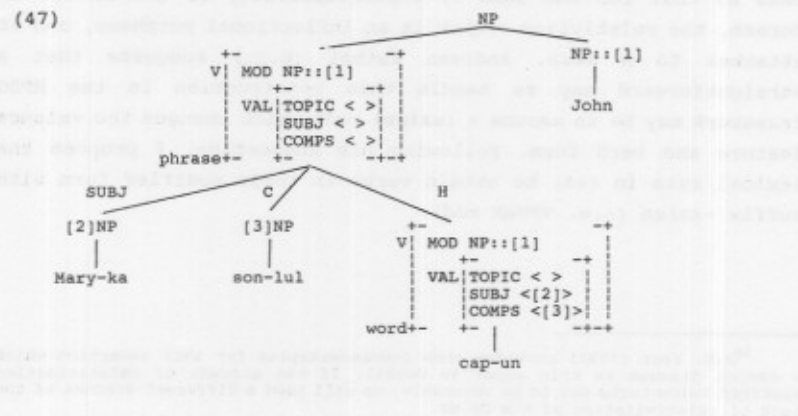 (47)
NP
NP::[1]
V MOD NP::[1]
John
VAL TOPIC < >
SUBJ < >
COMPS < >
phrase
SUBJ C H
[2]NP [3]NP
V MOD NP::[1]
Mary-ka son-lul
VAL TOPIC < >
SUBJ <[2]>
COMPS <[3]>
word
cap-un